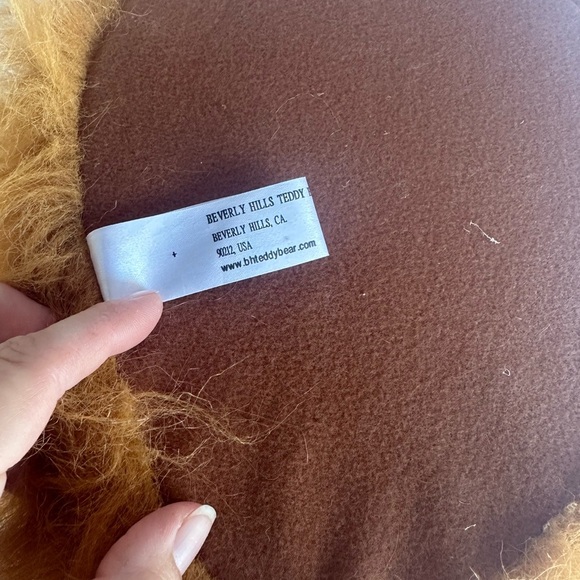 BEVERLY HILLS TEDDY
BEVERLY HILLS, CA.
90212, USA
www.bhteddybear.com